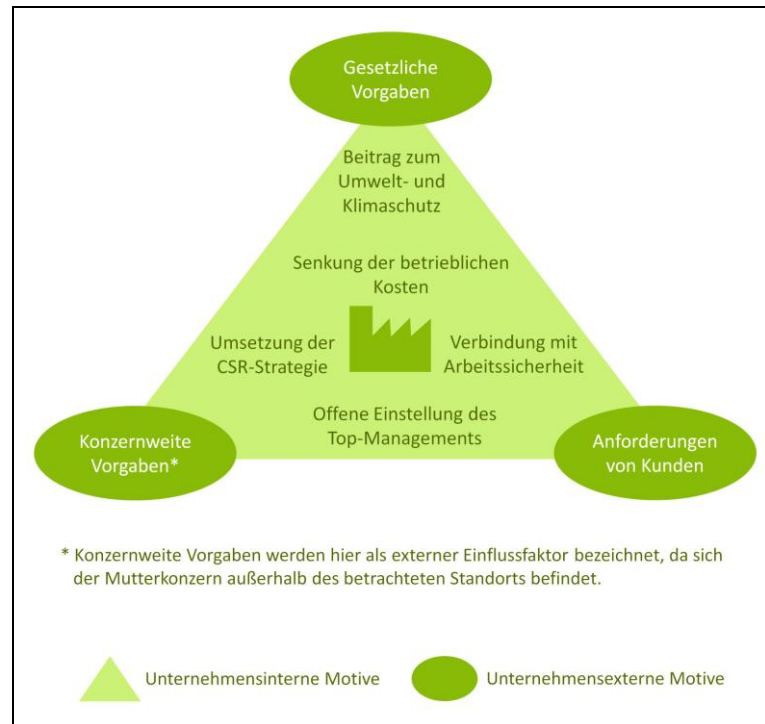 Gesetzliche
Vorgaben
Beitrag zum
Umwelt- und
Klimaschutz
Senkung der betrieblichen
Kosten
Umsetzung der
CSR-Strategie
Verbindung mit
Arbeitssicherheit
Offene Einstellung des
Top-Managements
Konzernweite
Vorgaben*
Anforderungen
von Kunden
* Konzernweite Vorgaben werden hier als externer Einflussfaktor bezeichnet, da sich
der Mutterkonzern außerhalb des betrachteten Standorts befindet.
Unternehmensinterne Motive
Unternehmensexterne Motive